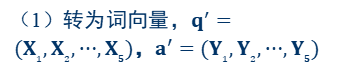 （1）转为词向量，q′ =
(X₁,X₂,⋯,X₅)，a′ = (Y₁,Y₂,⋯,Y₅)